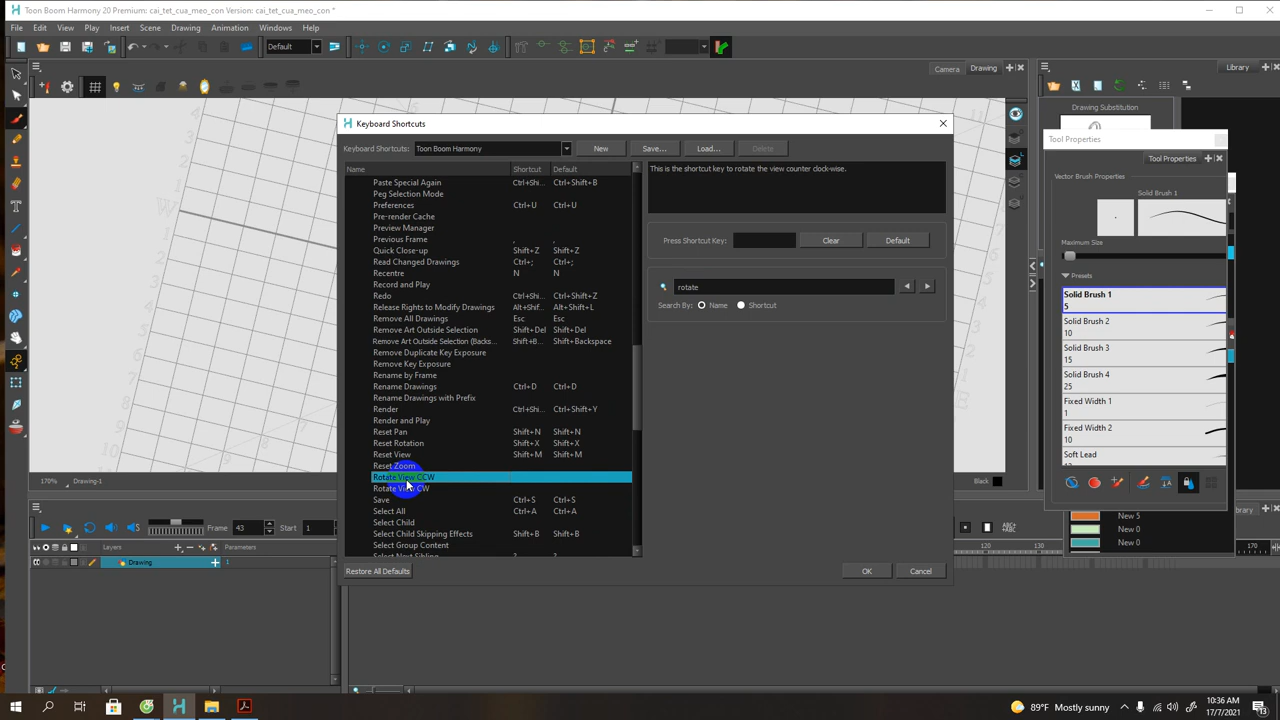 Toon Boom Harmony 20 Premium: cai_tet_cua_meo_con Version: cai_tet_cua_meo_con *
File Edit View Play Insert Scene Drawing Animation Windows Help
Default
Camera Drawing
Library
Drawing Substitution
Keyboard Shortcuts
Keyboard Shortcuts: Toon Boom Harmony New Save... Load... Delete
Name Shortcut Default
Paste Special Again Ctrl+Shi... Ctrl+Shift+B
Peg Selection Mode
Preferences Ctrl+U Ctrl+U
Pre-render Cache
Preview Manager
Previous Frame , ,
Quick Close-up Shift+Z Shift+Z
Read Changed Drawings Ctrl+; Ctrl+;
Recentre N N
Record and Play
Redo Ctrl+Shi... Ctrl+Shift+Z
Release Rights to Modify Drawings Alt+Shif... Alt+Shift+L
Remove All Drawings Esc Esc
Remove Art Outside Selection Shift+Del Shift+Del
Remove Art Outside Selection (Backs... Shift+B... Shift+Backspace
Remove Duplicate Key Exposure
Remove Key Exposure
Rename by Frame
Rename Drawings Ctrl+D Ctrl+D
Rename Drawings with Prefix
Render Ctrl+Shi... Ctrl+Shift+Y
Render and Play
Reset Pan Shift+N Shift+N
Reset Rotation Shift+X Shift+X
Reset View Shift+M Shift+M
Reset Zoom
Rotate View CCW
Rotate View CW
Save Ctrl+S Ctrl+S
Select All Ctrl+A Ctrl+A
Select Child
Select Child Skipping Effects Shift+B Shift+B
Select Group Content
Select Next Sibling
This is the shortcut key to rotate the view counter clock-wise.
Press Shortcut Key: Clear Default
rotate
Search By: Name Shortcut
Restore All Defaults OK Cancel
Tool Properties
Tool Properties
Vector Brush Properties
Solid Brush 1
Maximum Size
Presets
Solid Brush 1
5
Solid Brush 2
10
Solid Brush 3
15
Solid Brush 4
25
Fixed Width 1
1
Fixed Width 2
10
Soft Lead
Library
New 5
New 0
New 0
170% Drawing-1
Black
Frame 43 Start 1
ABC
Layers Parameters
120 130 170
Drawing 1
89°F Mostly sunny
10:36 AM
17/7/2021
13